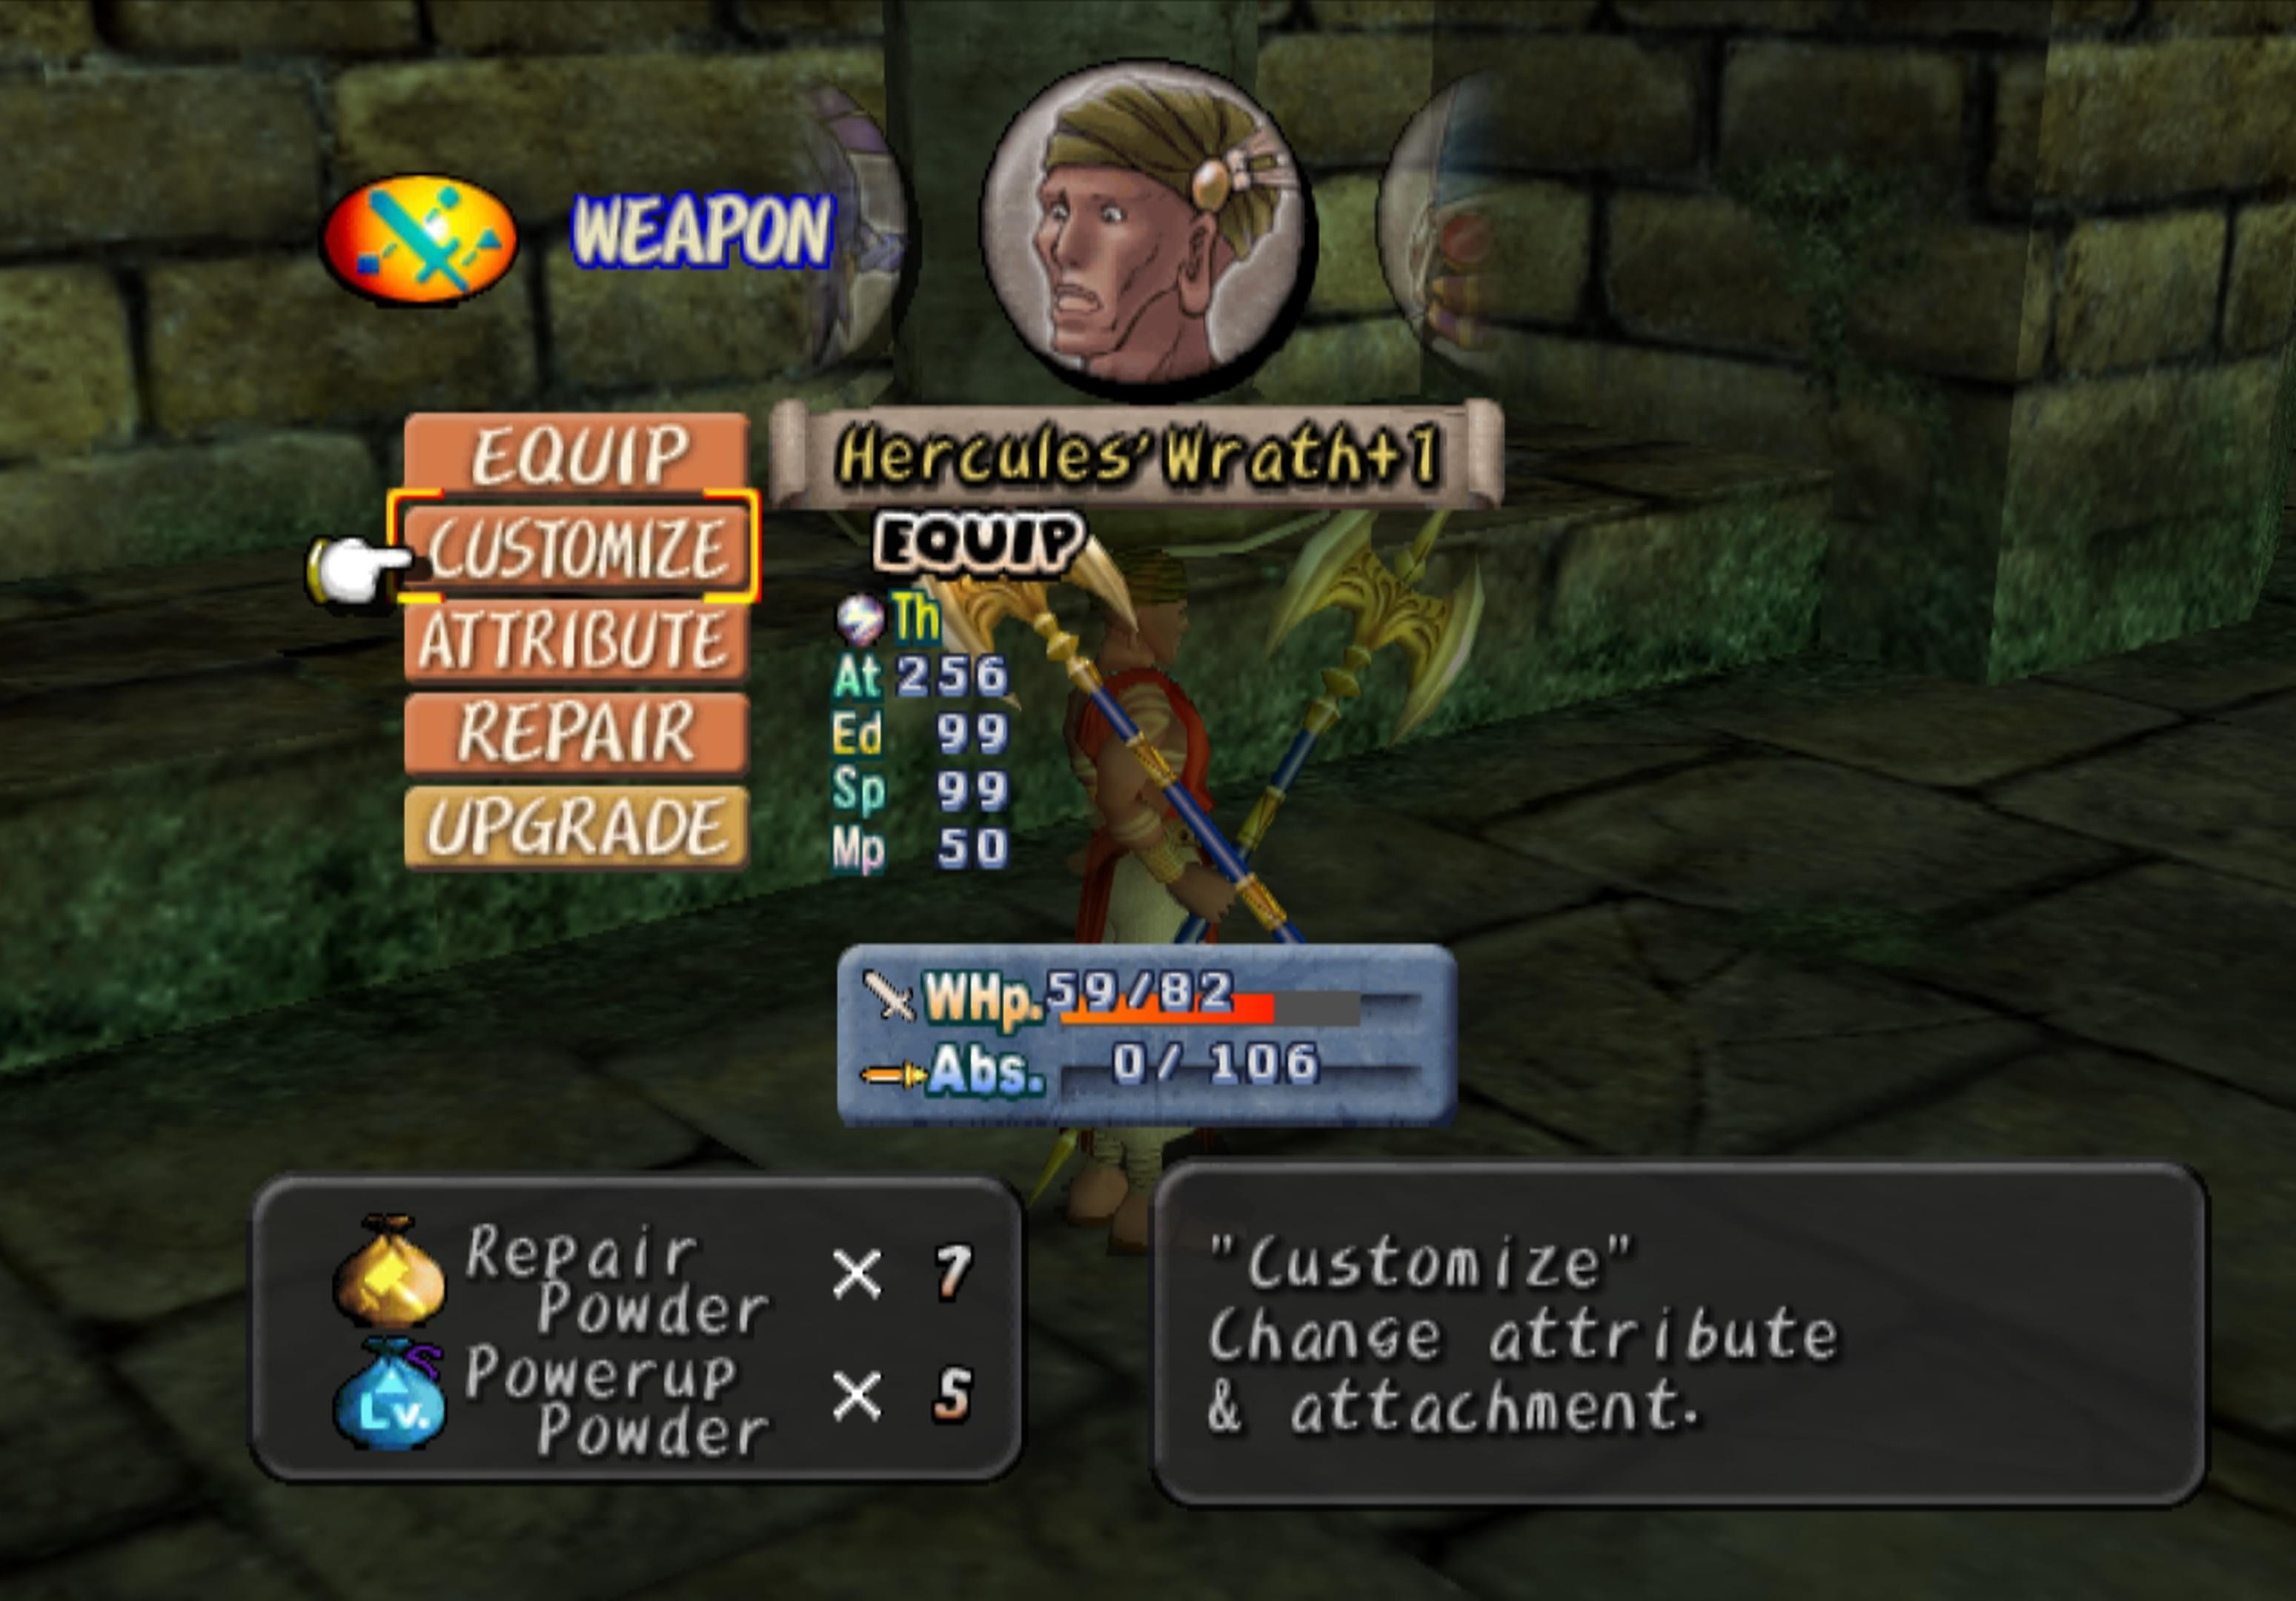 WEAPON
EQUIP
CUSTOMIZE
ATTRIBUTE
REPAIR
UPGRADE
Hercules'Wrath+1
EQUIP
Th
At 256
Ed 99
Sp 99
Mp 50
WHp. 59/82
Abs. 0/ 106
Repair
Powder × 7
Powerup
Powder × 5
Lv.
"Customize"
Change attribute
& attachment.